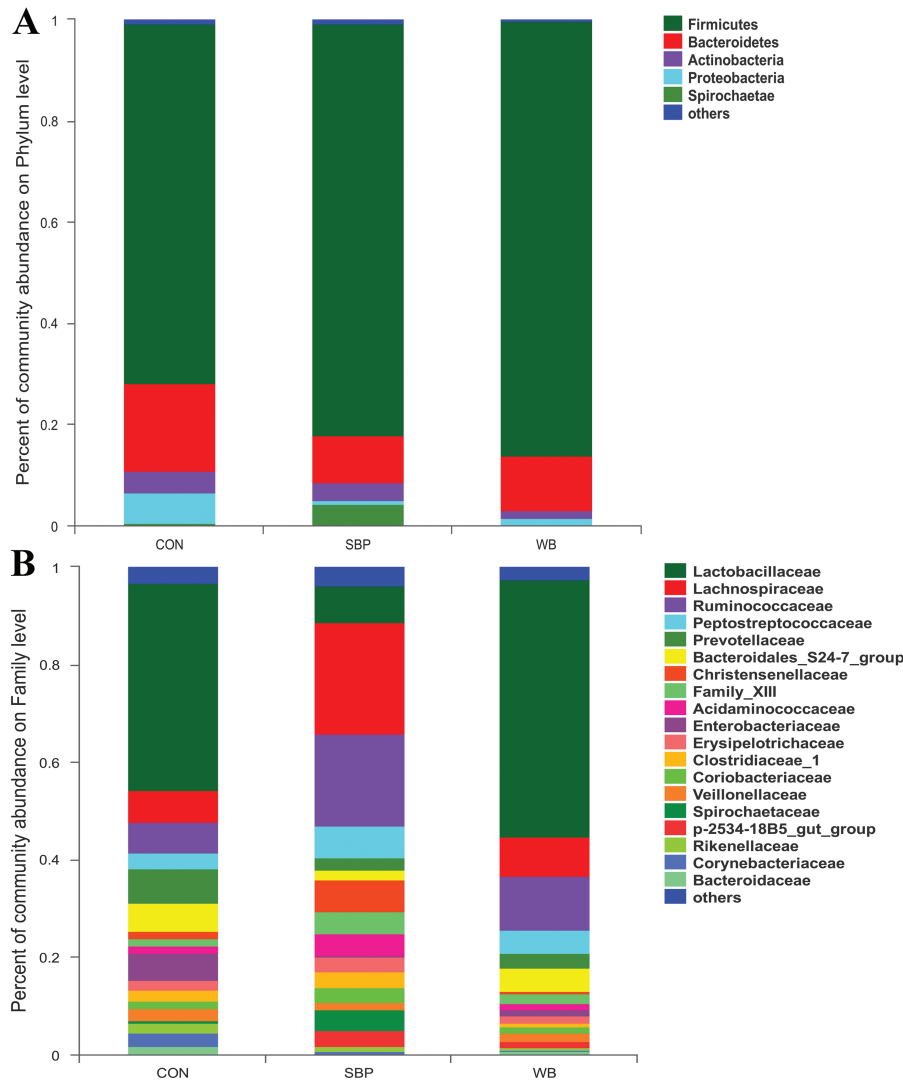 A
Percent of community abundance on Phylum level
1
0.8
0.6
0.4
0.2
0
CON
SBP
WB
Firmicutes
Bacteroidetes
Actinobacteria
Proteobacteria
Spirochaetae
others
B
Percent of community abundance on Family level
1
0.8
0.6
0.4
0.2
0
CON
SBP
WB
Lactobacillaceae
Lachnospiraceae
Ruminococcaceae
Peptostreptococcaceae
Prevotellaceae
Bacteroidales_S24-7_group
Christensenellaceae
Family_XIII
Acidaminococcaceae
Enterobacteriaceae
Erysipelotrichaceae
Clostridiaceae_1
Coriobacteriaceae
Veillonellaceae
Spirochaetaceae
p-2534-18B5_gut_group
Rikenellaceae
Corynebacteriaceae
Bacteroidaceae
others